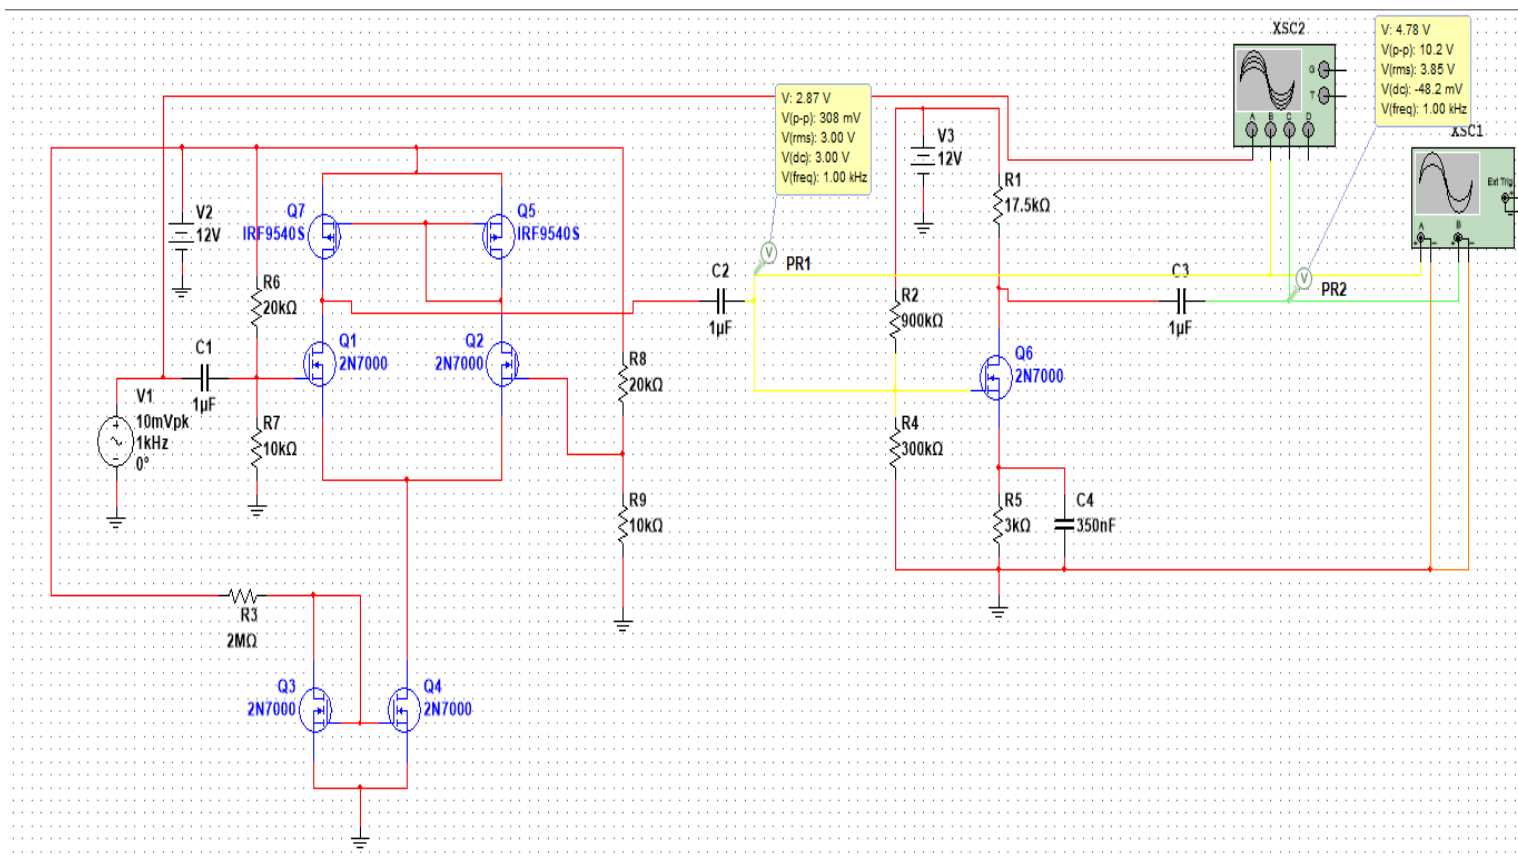 XSC2
G
T
A
B
C
D
V: 4.78 V
V(p-p): 10.2 V
V(rms): 3.85 V
V(dc): -48.2 mV
V(freq): 1.00 kHz
XSC1
Ext Trig
A
B
V: 2.87 V
V(p-p): 308 mV
V(rms): 3.00 V
V(dc): 3.00 V
V(freq): 1.00 kHz
V
PR1
V
PR2
V3
12V
R1
17.5kΩ
V2
12V
Q7
IRF9540S
Q5
IRF9540S
R6
20kΩ
C2
1µF
R2
900kΩ
C3
1µF
Q1
2N7000
Q2
2N7000
C1
1µF
R8
20kΩ
Q6
2N7000
V1
10mVpk
1kHz
0°
R7
10kΩ
R4
300kΩ
R9
10kΩ
R5
3kΩ
C4
350nF
R3
2MΩ
Q3
2N7000
Q4
2N7000